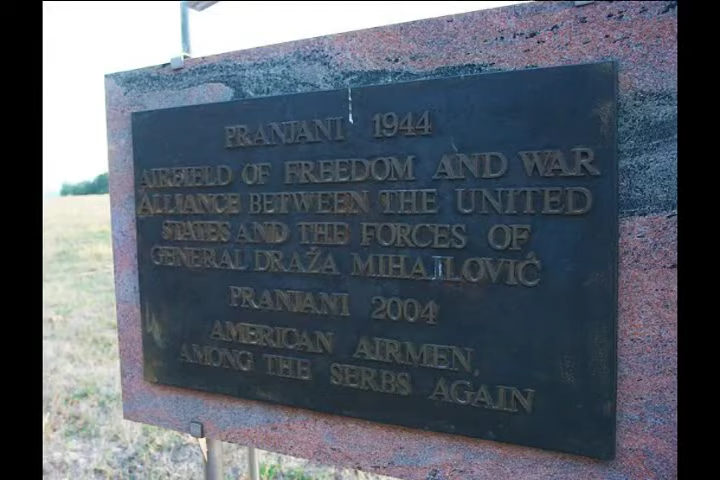 PRANJANI 1944
AIRFIELD OF FREEDOM AND WAR
ALLIANCE BETWEEN THE UNITED
STATES AND THE FORCES OF
GENERAL DRAŽA MIHAILOVIĆ
PRANJANI 2004
AMERICAN AIRMEN,
AMONG THE SERBS AGAIN